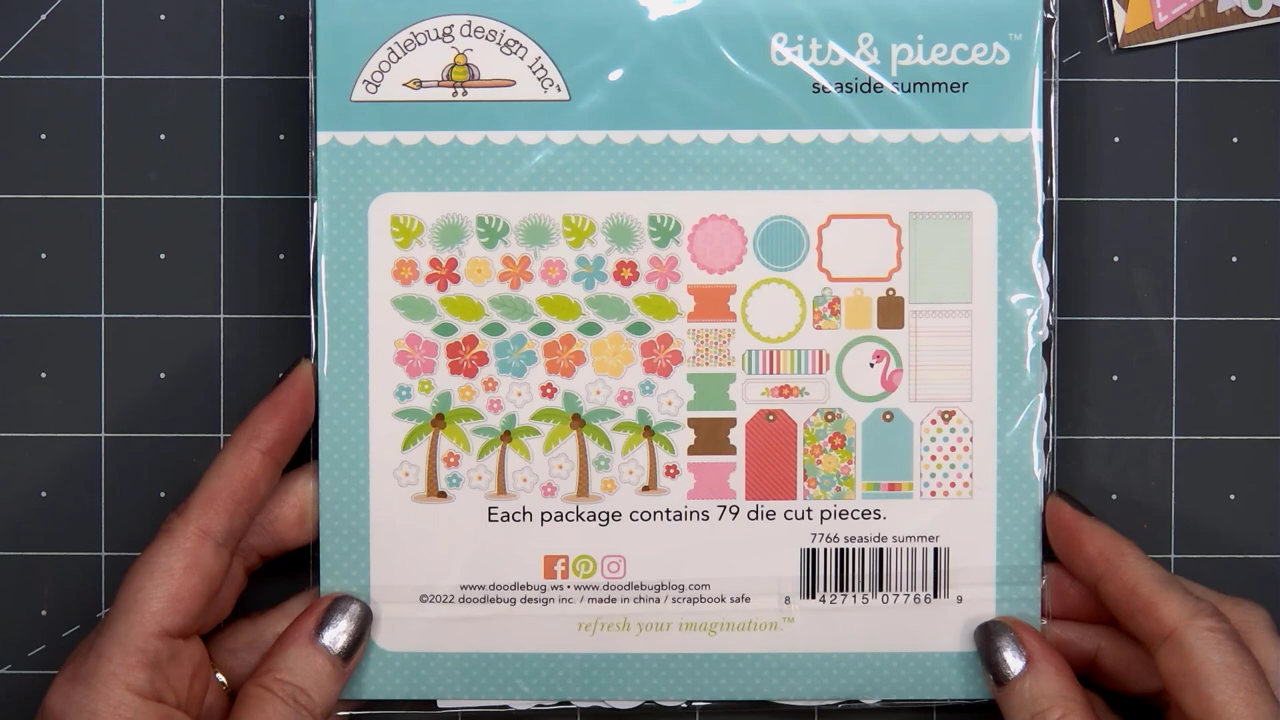 doodlebug design inc.™
bits & pieces™
seaside summer
Each package contains 79 die cut pieces.
7766 seaside summer
www.doodlebug.ws • www.doodlebugblog.com
©2022 doodlebug design inc. / made in china / scrapbook safe
8 42715 07766 9
refresh your imagination.™